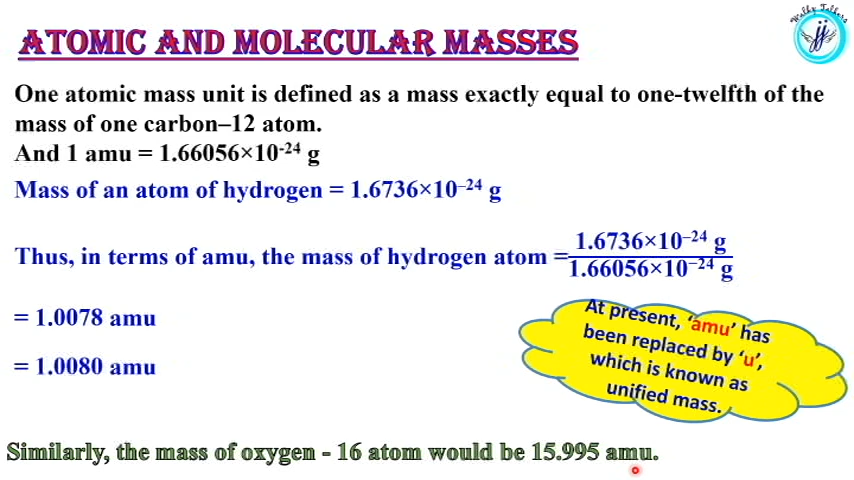 ATOMIC AND MOLECULAR MASSES
Walky Talkers
jj
One atomic mass unit is defined as a mass exactly equal to one-twelfth of the
mass of one carbon–12 atom.
And 1 amu = 1.66056×10⁻²⁴ g
Mass of an atom of hydrogen = 1.6736×10⁻²⁴ g
Thus, in terms of amu, the mass of hydrogen atom = 1.6736×10⁻²⁴ g
1.66056×10⁻²⁴ g
= 1.0078 amu
= 1.0080 amu
At present, ‘amu’ has
been replaced by ‘u’,
which is known as
unified mass.
Similarly, the mass of oxygen - 16 atom would be 15.995 amu.